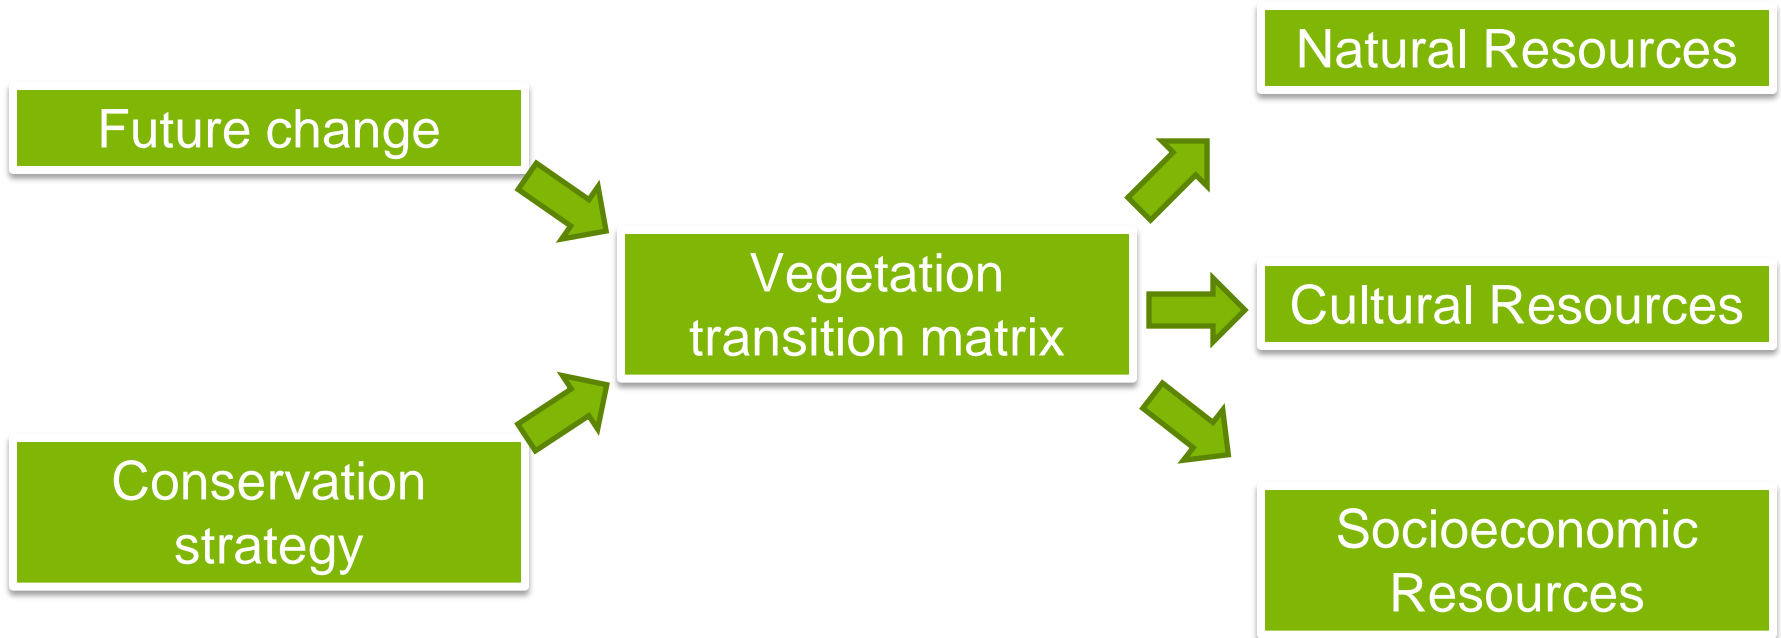 Future change
Conservation
strategy
Vegetation
transition matrix
Natural Resources
Cultural Resources
Socioeconomic
Resources